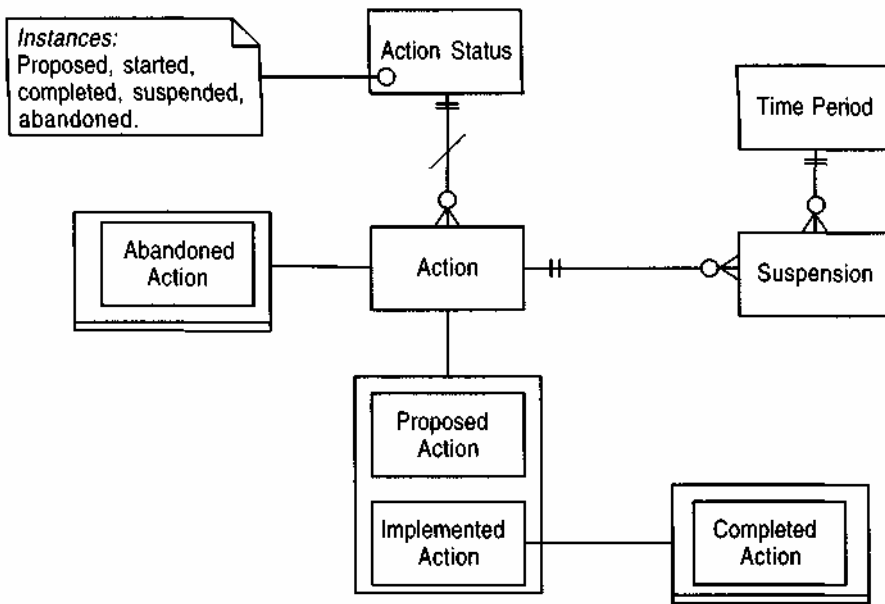 Instances:
Proposed, started,
completed, suspended,
abandoned.
Action Status
Time Period
Abandoned
Action
Action
Suspension
Proposed
Action
Implemented
Action
Completed
Action